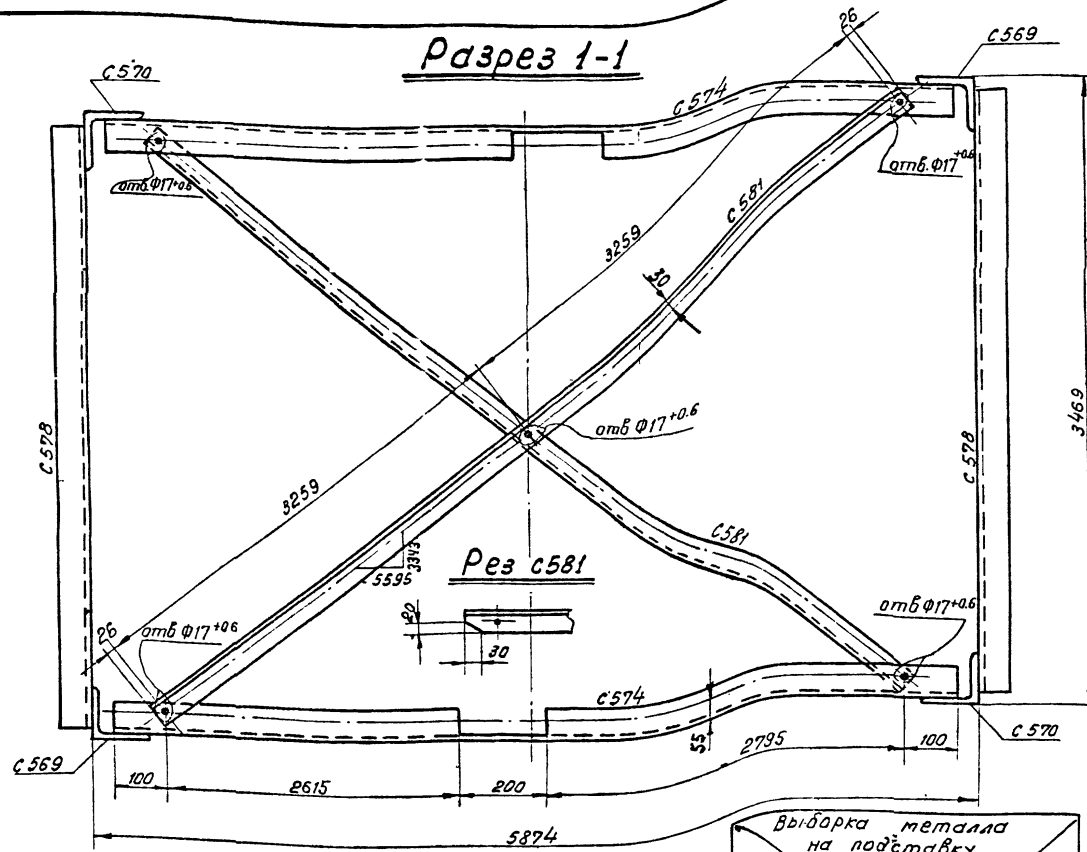 Разрез 1-1
26
с569
с570
с574
отв.Ф17+0.6
отв.Ф17+0.6
с581
3259
30
3469
отв Ф17+0.6
с578
с578
3259
3343
5595
с581
Рез с581
20
30
отв Ф17+0.6
26
отв Ф17+0.6
с574
55
2795
100
с570
с569
100
2615
200
5874
Выборка металла
на подставку